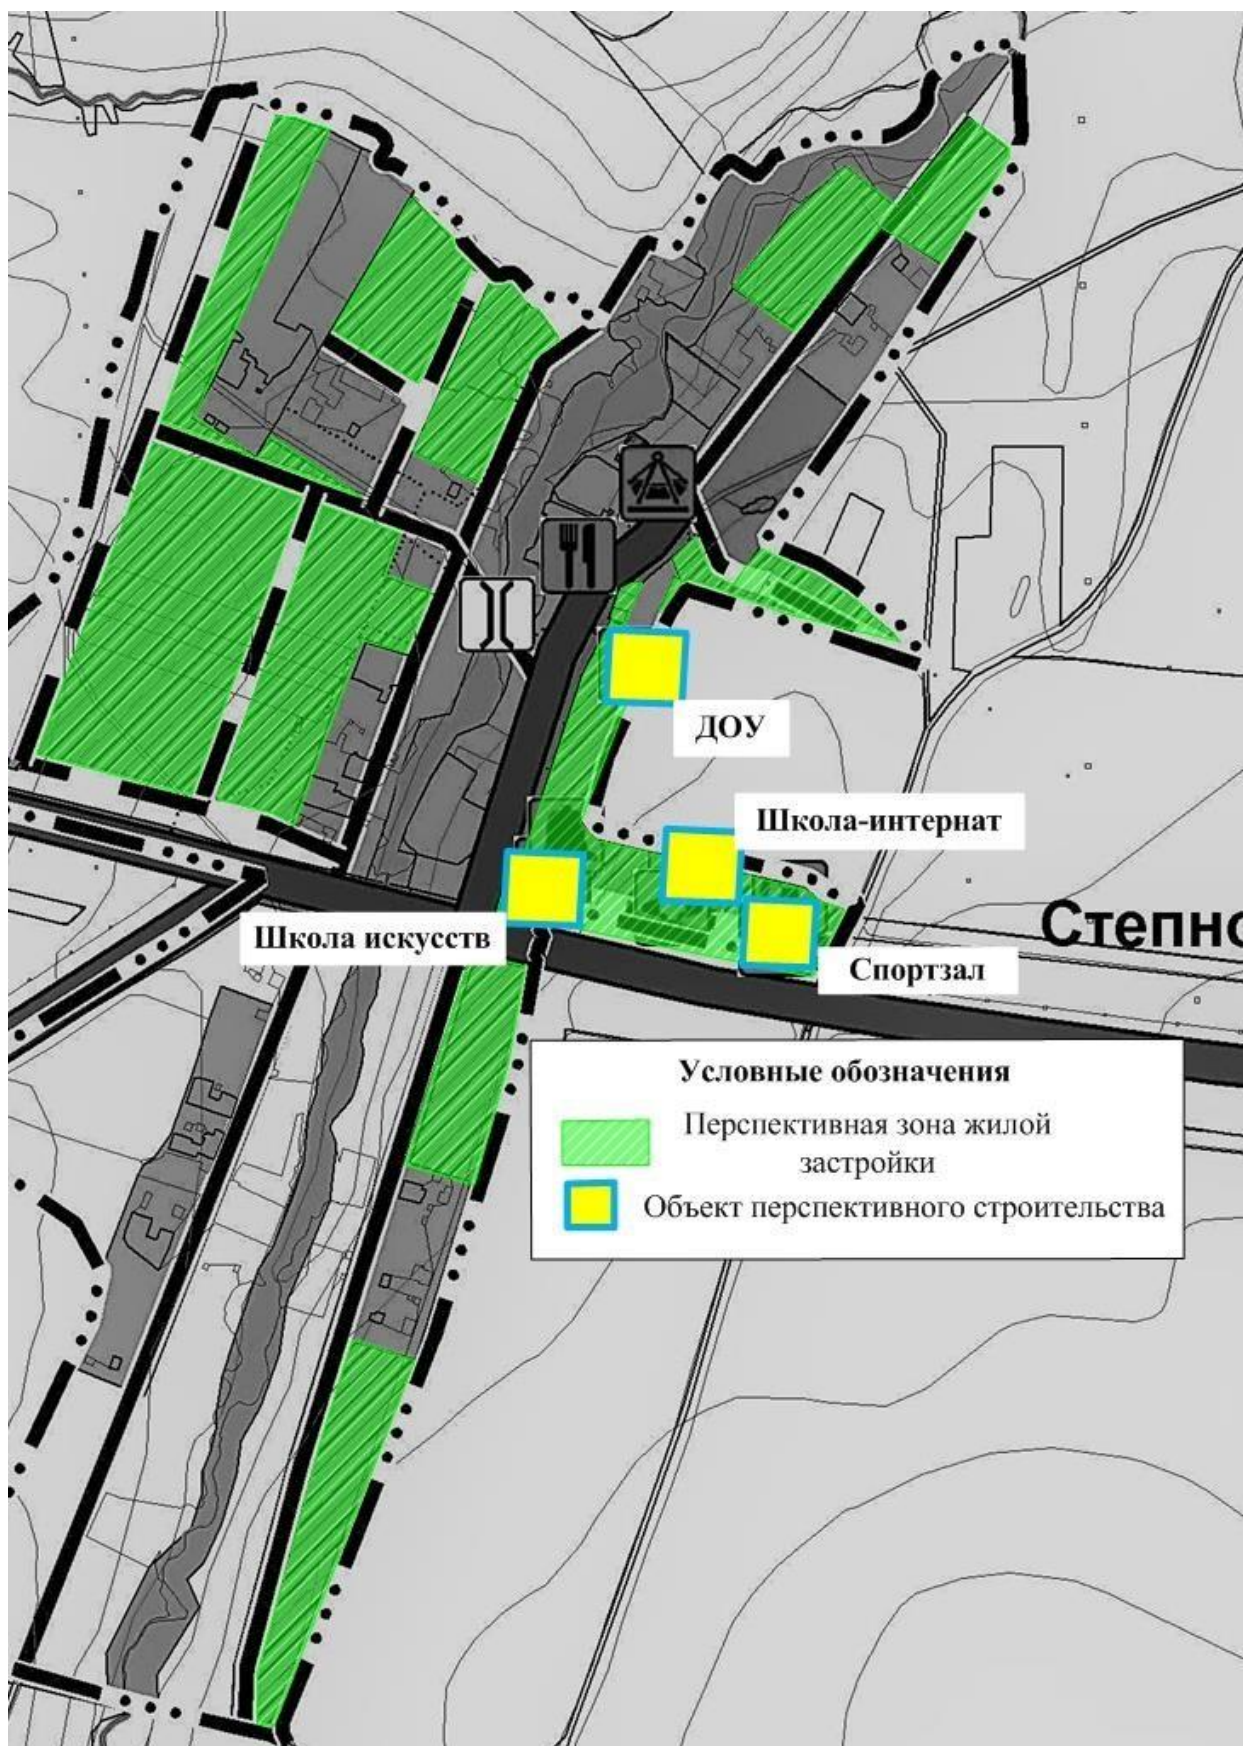 ДОУ
Школа-интернат
Школа искусств
Степно
Спортзал
Условные обозначения
Перспективная зона жилой
застройки
Объект перспективного строительства